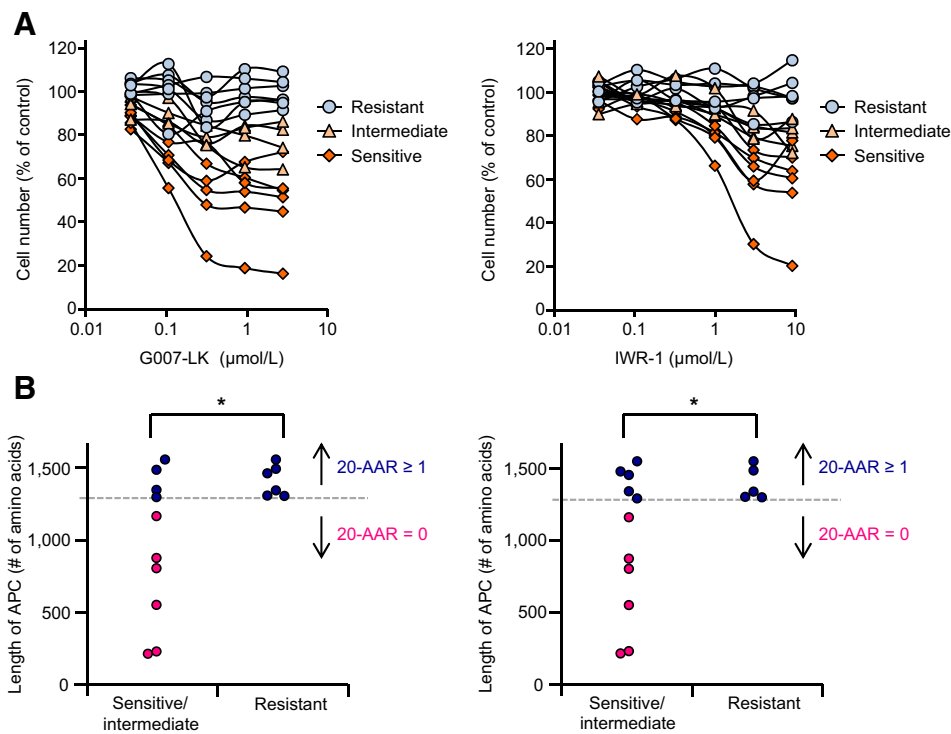 A
120
100
80
60
40
20
0
Cell number (% of control)
0.01
0.1
1
10
G007-LK (µmol/L)
Resistant
Intermediate
Sensitive
120
100
80
60
40
20
0
Cell number (% of control)
0.01
0.1
1
10
IWR-1 (µmol/L)
Resistant
Intermediate
Sensitive
B
*
1,500
1,000
500
0
Length of APC (# of amino acids)
20-AAR ≥ 1
20-AAR = 0
Sensitive/
intermediate
Resistant
*
1,500
1,000
500
0
Length of APC (# of amino acids)
20-AAR ≥ 1
20-AAR = 0
Sensitive/
intermediate
Resistant